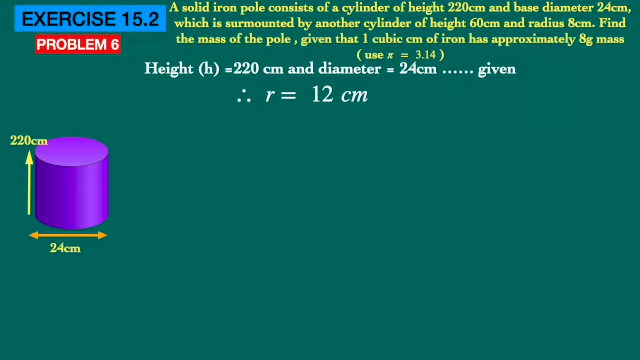 EXERCISE 15.2
PROBLEM 6
A solid iron pole consists of a cylinder of height 220cm and base diameter 24cm,
which is surmounted by another cylinder of height 60cm and radius 8cm. Find
the mass of the pole , given that 1 cubic cm of iron has approximately 8g mass
( use π = 3.14 )
Height (h) =220 cm and diameter = 24cm ...... given
∴ r = 12 cm
220cm
24cm